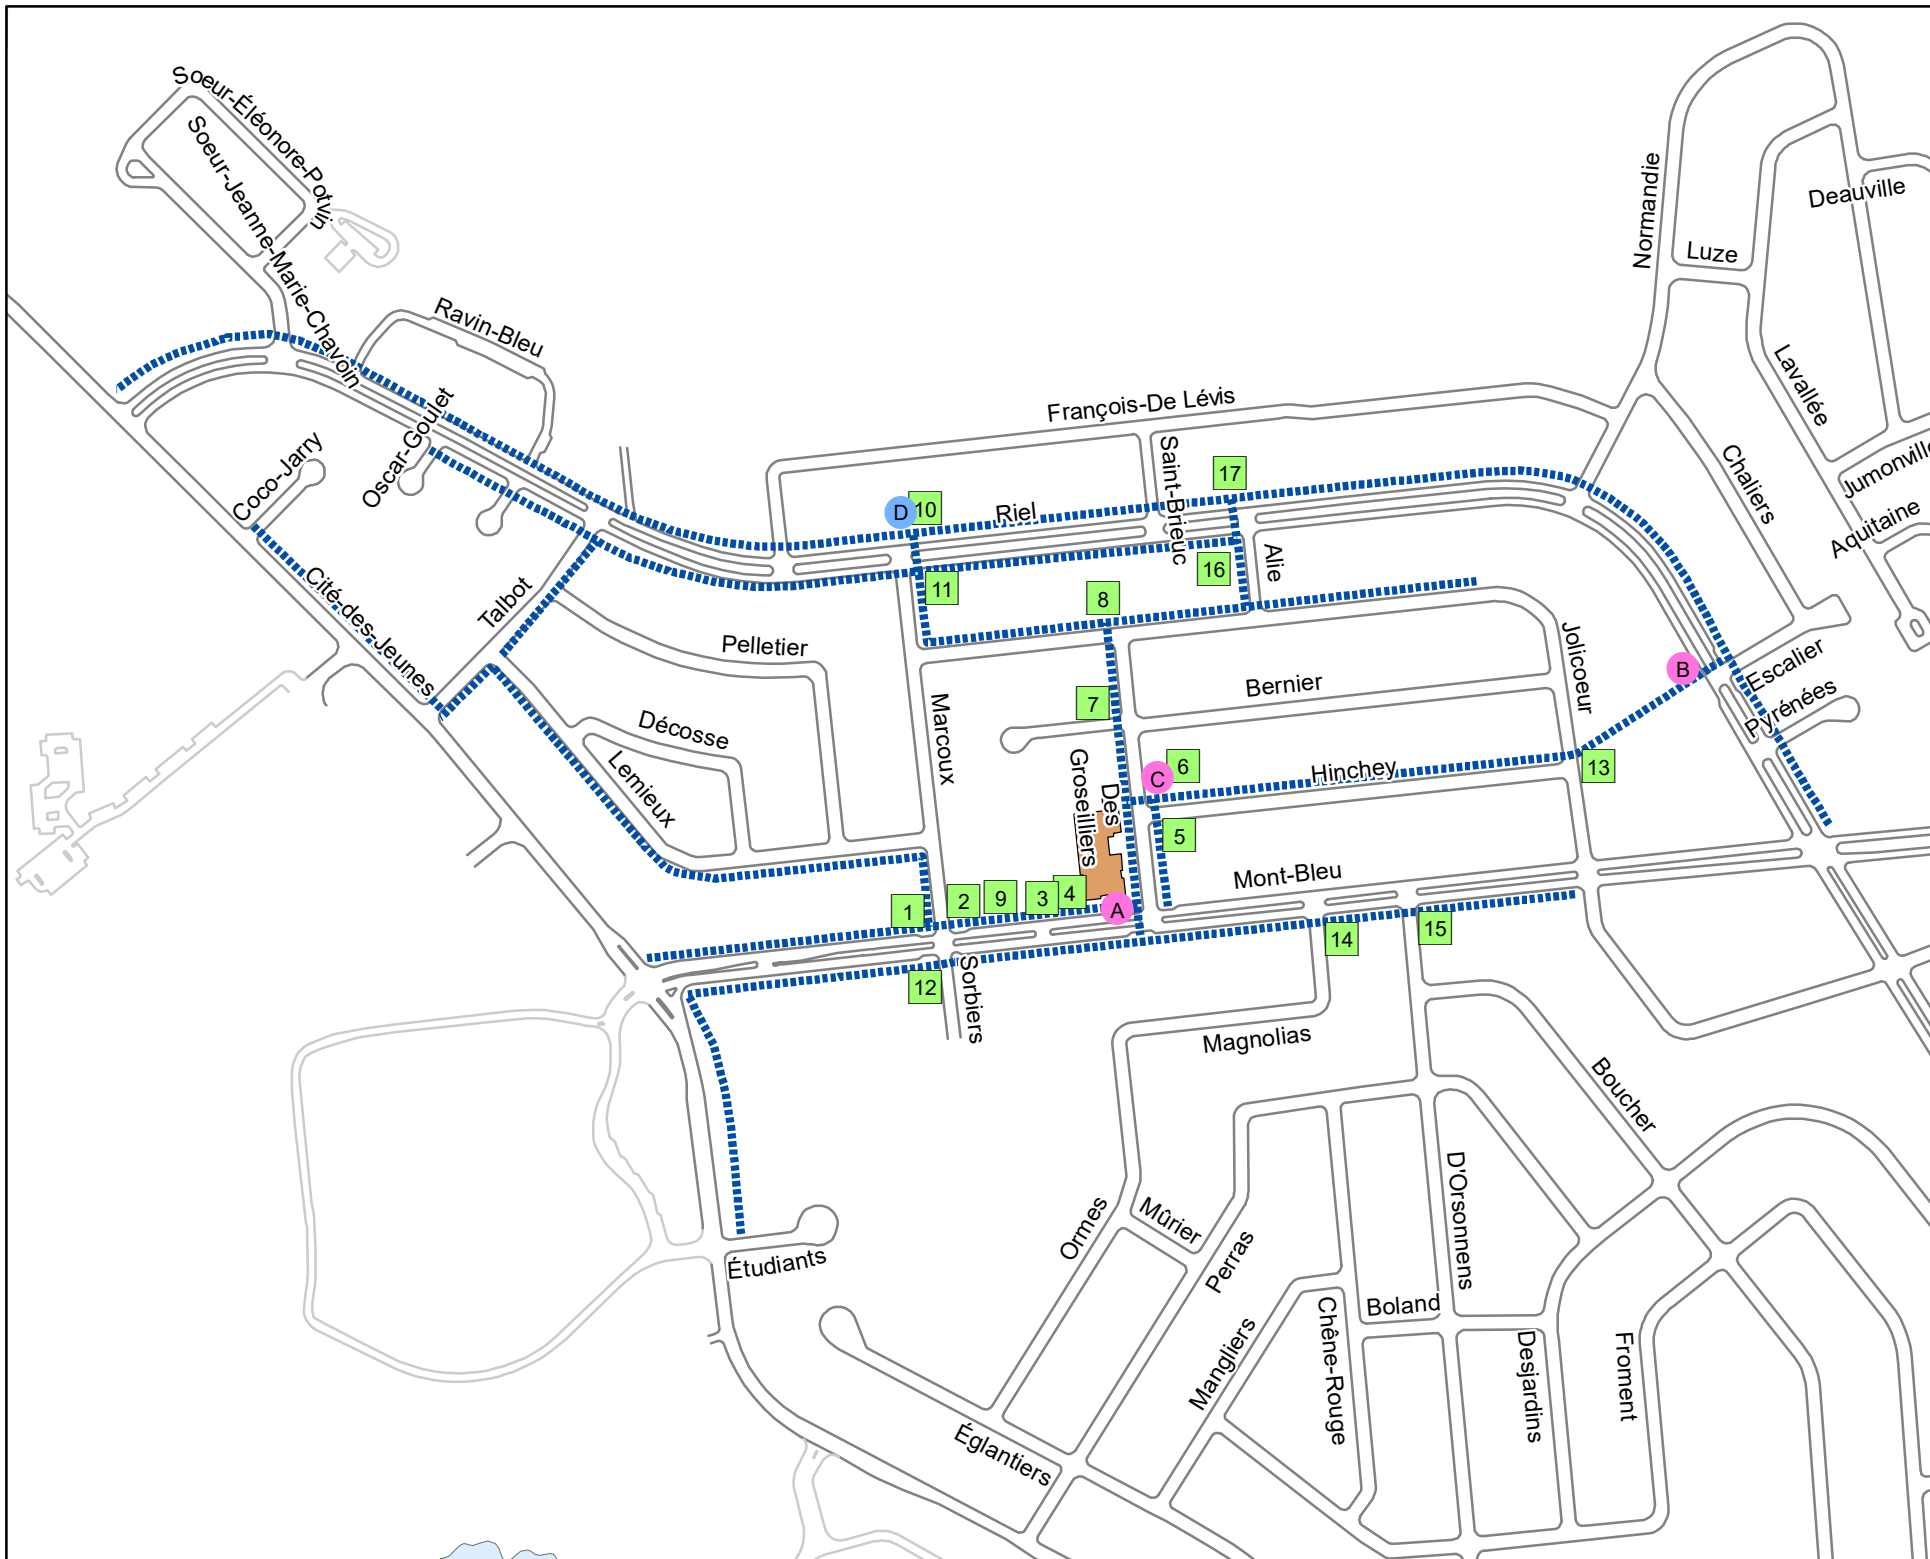 Soeur-Éléonore-Potvin
Soeur-Jeanne-Marie-Chavoin
Ravin-Bleu
Normandie
Deauville
Luze
Lavallée
François-De Lévis
Oscar-Goulet
Coco-Jarry
Saint-Brieuc
17
Chaliers
Jumonville
D
10
Riel
Aquitaine
Cité-des-Jeunes
Talbot
11
16
Alie
8
Pelletier
Jolicoeur
Escalier
B
Bernier
Pyrénées
7
Marcoux
Décosse
Lemieux
Des
Groseilliers
C
6
Hinchey
13
5
Mont-Bleu
1
2
9
3
4
A
14
15
12
Sorbiers
Magnolias
Boucher
Étudiants
Ormes
Mûrier
Perras
D'Orsonnens
Boland
Mangliers
Chêne-Rouge
Desjardins
Froment
Églantiers